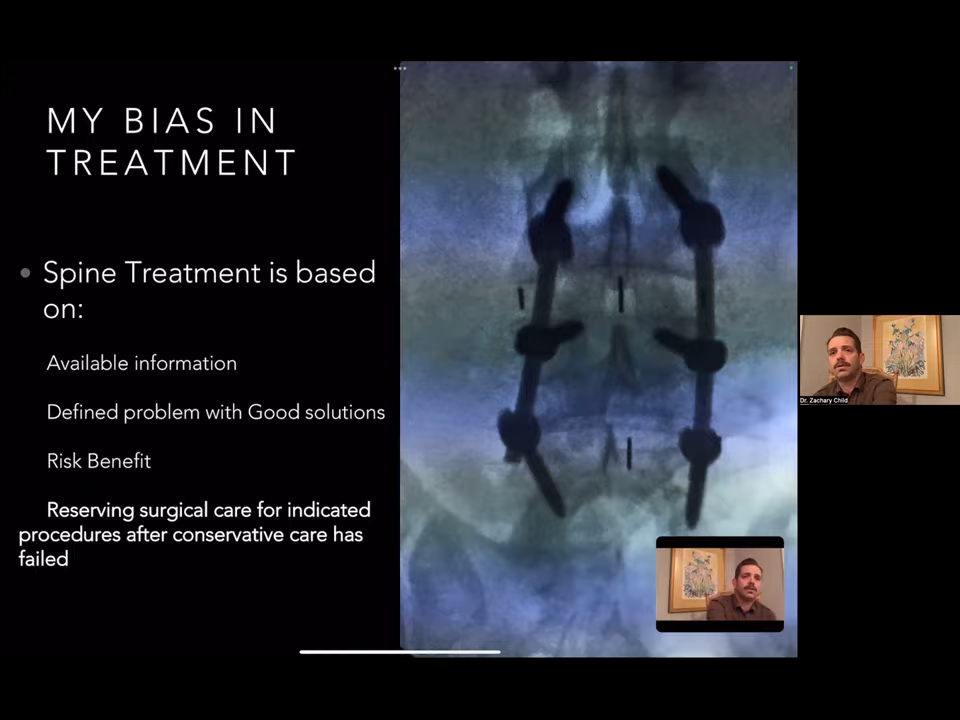 MY BIAS IN
TREATMENT
• Spine Treatment is based
on:
Available information
Defined problem with Good solutions
Risk Benefit
Reserving surgical care for indicated
procedures after conservative care has
failed
Dr. Zachary Child